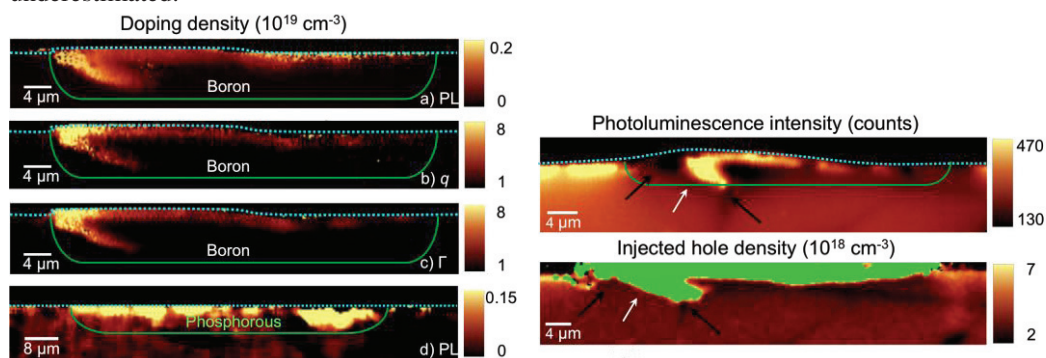 underestimated.
Doping density (10¹⁹ cm⁻³)
0.2
4 µm
Boron
a) PL
0
8
4 µm
Boron
b) q
1
8
4 µm
Boron
c) Γ
1
0.15
Phosphorous
8 µm
d) PL
0
Photoluminescence intensity (counts)
470
4 µm
130
Injected hole density (10¹⁸ cm⁻³)
7
4 µm
2